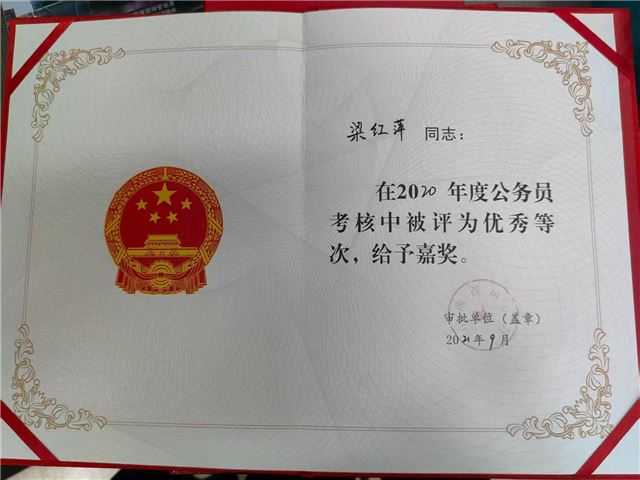 梁红萍 同志：
在2020年度公务员
考核中被评为优秀等
次，给予嘉奖。
审批单位（盖章）
2021年9月